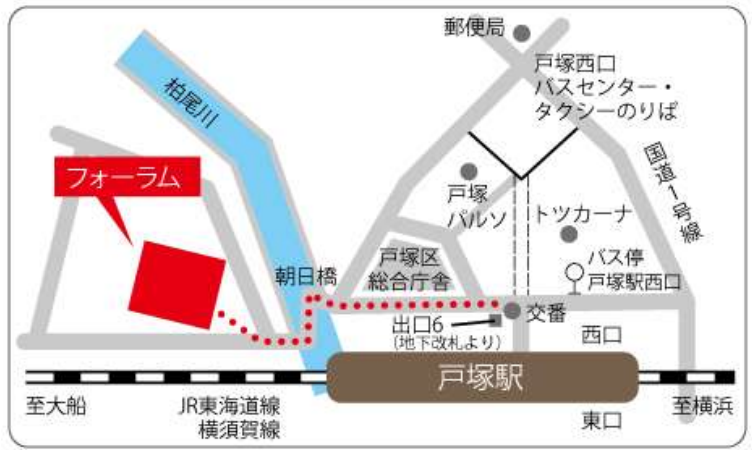 郵便局
戸塚西口
バスセンター・
タクシーのりば
柏尾川
国道1号線
フォーラム
戸塚
パルソ
トツカーナ
戸塚区
総合庁舎
バス停
戸塚駅西口
朝日橋
交番
出口6
(地下改札より)
西口
戸塚駅
至大船
JR東海道線
横須賀線
至横浜
東口